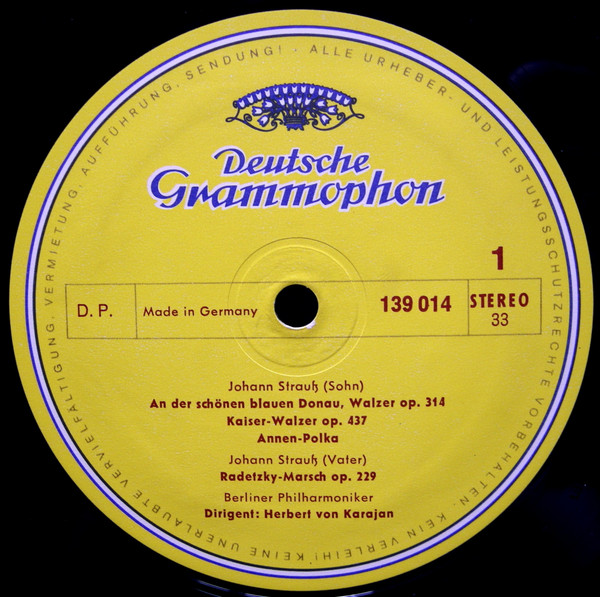 ALLE URHEBER- UND LEISTUNGSSCHUTZRECHTE VORBEHALTEN. KEIN VERLEIH! KEINE UNERLAUBTE VERVIELFÄLTIGUNG, VERMIETUNG, AUFFÜHRUNG, SENDUNG!
Deutsche
Grammophon
1
D. P.
Made in Germany
139 014
STEREO
33
Johann Strauß (Sohn)
An der schönen blauen Donau, Walzer op. 314
Kaiser-Walzer op. 437
Annen-Polka
Johann Strauß (Vater)
Radetzky-Marsch op. 229
Berliner Philharmoniker
Dirigent: Herbert von Karajan